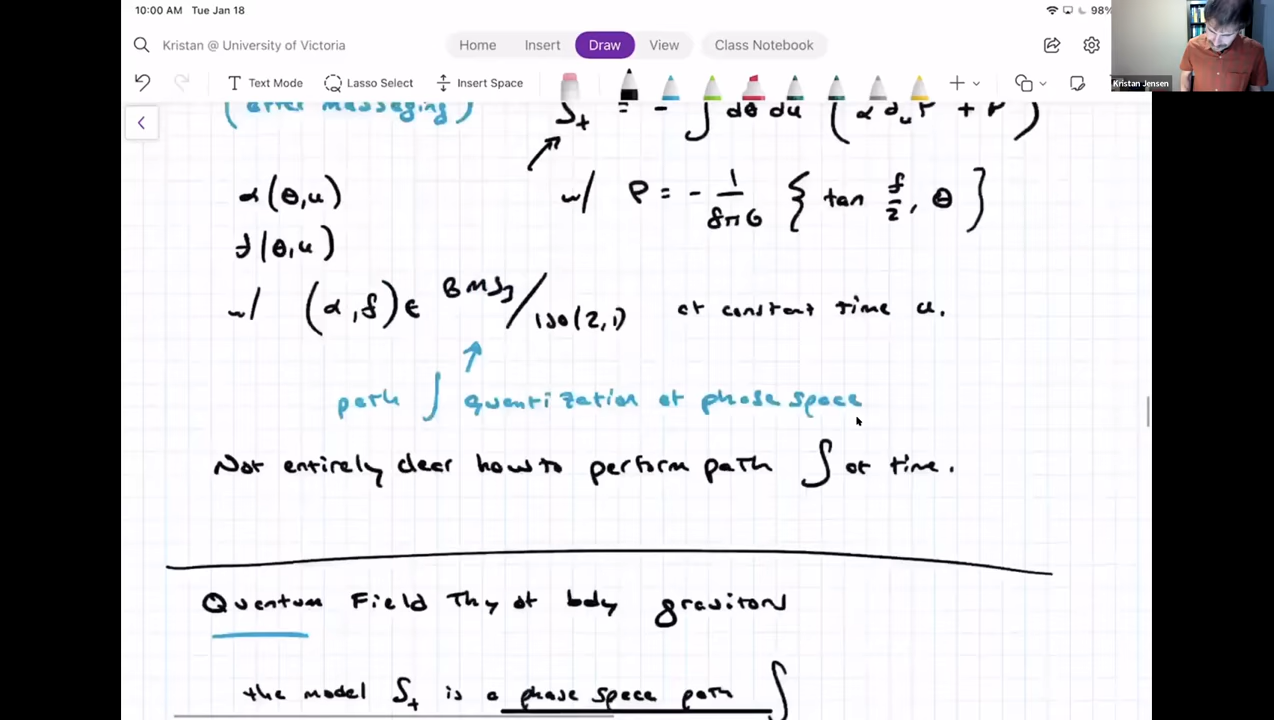 10:00 AM Tue Jan 18
98%
Kristan @ University of Victoria
Home Insert Draw View Class Notebook
Text Mode Lasso Select Insert Space
Kristan Jensen
(after massaging) S₊ = - ∫ dθ du (α ∂ᵤP + P)
α(θ,u) w/ P = - 1/8πG { tan f/2, θ }
f(θ,u)
w/ (α, f) ∈ BMS₃/ISO(2,1) at constant time u.
path ∫ quantization of phase space
Not entirely clear how to perform path ∫ at time.
Quantum Field Thy of bdy gravitons
the model S₊ is a phase space path ∫